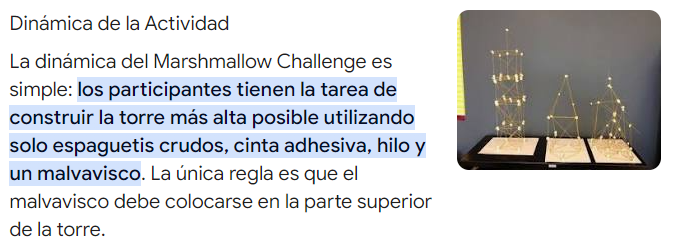 Dinámica de la Actividad
La dinámica del Marshmallow Challenge es
simple: los participantes tienen la tarea de
construir la torre más alta posible utilizando
solo espaguetis crudos, cinta adhesiva, hilo y
un malvavisco. La única regla es que el
malvavisco debe colocarse en la parte superior
de la torre.